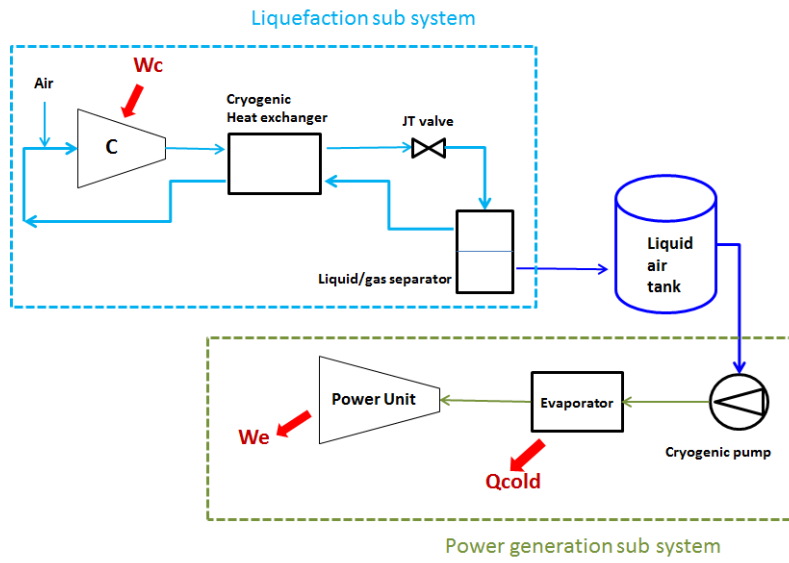 Liquefaction sub system
Wc
Air
Cryogenic
Heat exchanger
JT valve
C
Liquid/gas separator
Liquid
air
tank
Power Unit
Evaporator
We
Qcold
Cryogenic pump
Power generation sub system